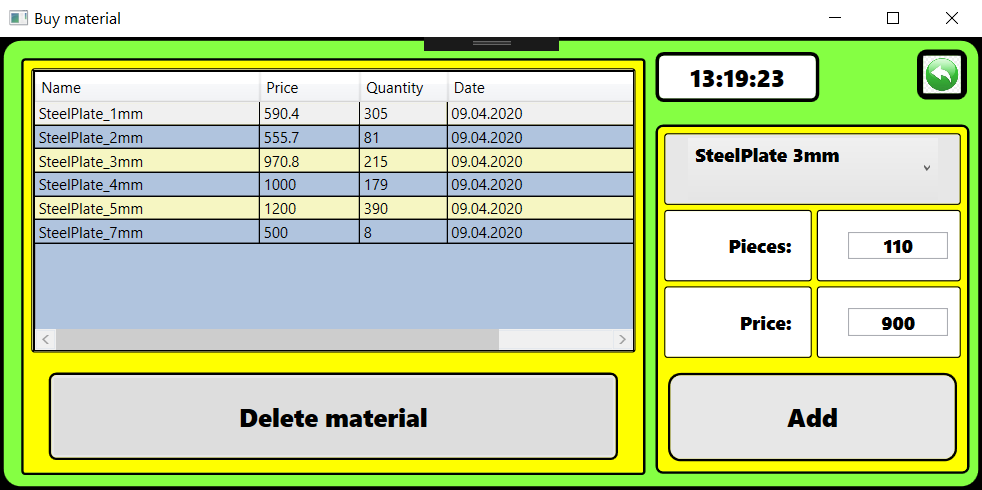 Buy material
Name Price Quantity Date
SteelPlate_1mm 590.4 305 09.04.2020
SteelPlate_2mm 555.7 81 09.04.2020
SteelPlate_3mm 970.8 215 09.04.2020
SteelPlate_4mm 1000 179 09.04.2020
SteelPlate_5mm 1200 390 09.04.2020
SteelPlate_7mm 500 8 09.04.2020
Delete material
13:19:23
SteelPlate 3mm
Pieces: 110
Price: 900
Add